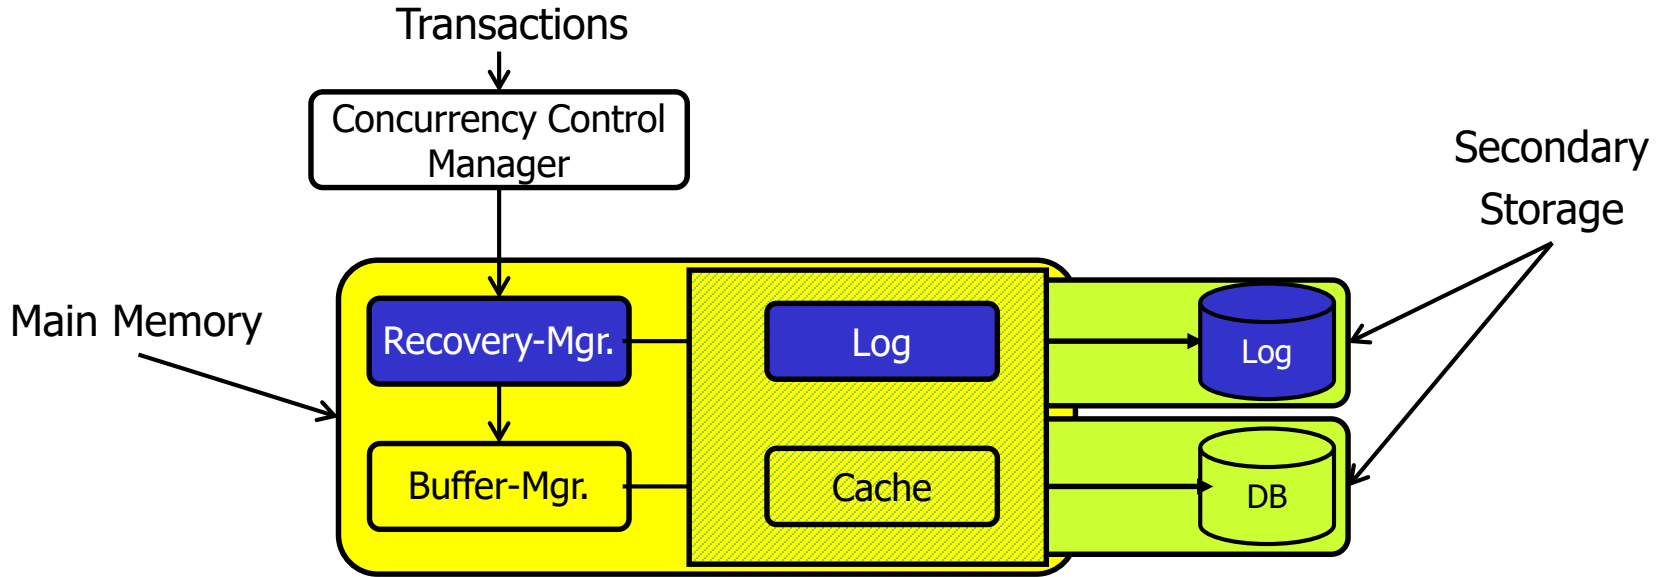 Transactions
Concurrency Control
Manager
Secondary
Storage
Main Memory
Recovery-Mgr.
Log
Log
Buffer-Mgr.
Cache
DB